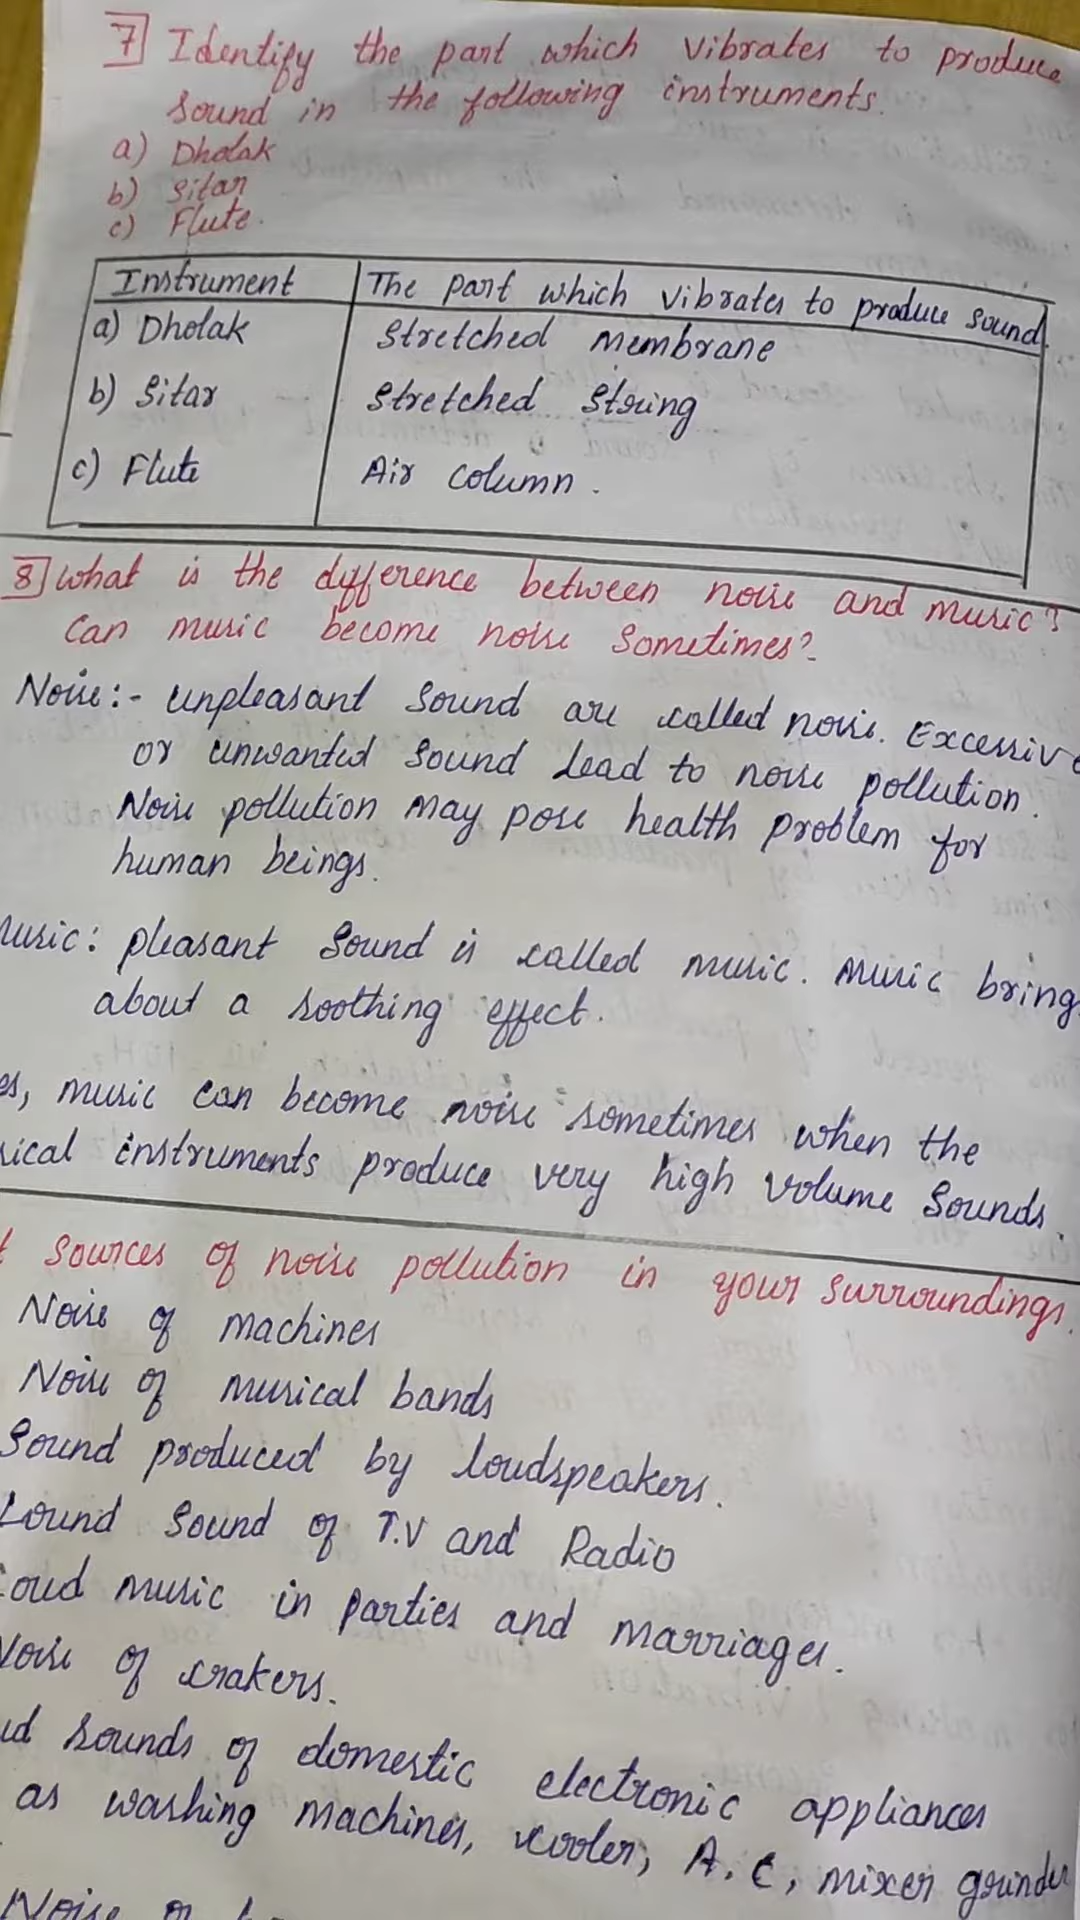 7 Identify the part which vibrates to produce
sound in the following instruments.
a) Dholak
b) Sitar
c) Flute.
Instrument The part which vibrates to produce sound.
a) Dholak Stretched membrane
b) Sitar Stretched String
c) Flute Air column.
8 What is the difference between noise and music?
Can music become noise sometimes?
Noise:- unpleasant sound are called noise. Excessive
or unwanted sound lead to noise pollution.
Noise pollution may pose health problem for
human beings.
Music: pleasant sound is called music. Music bring
about a soothing effect.
es, music can become noise sometimes when the
sical instruments produce very high volume sounds.
t sources of noise pollution in your surroundings.
Noise of machines
Noise of musical bands
Sound produced by loudspeakers.
Lound sound of T.V and Radio
Loud music in parties and marriages.
Noise of crakers.
ud sounds of domestic electronic appliances
as washing machines, cooler, A.C, mixer grinder
Noise